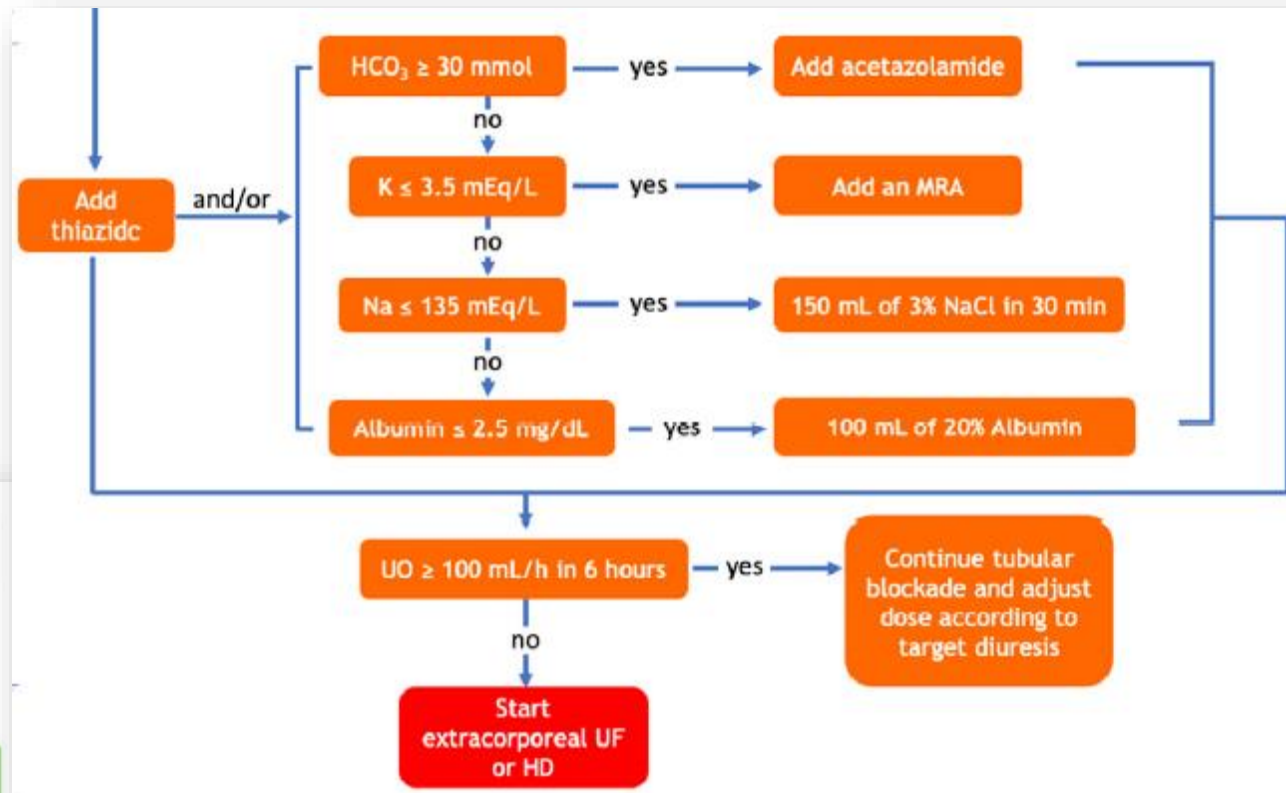 HCO₃ ≥ 30 mmol
yes
Add acetazolamide
no
K ≤ 3.5 mEq/L
yes
Add an MRA
Add
thiazidc
and/or
no
Na ≤ 135 mEq/L
yes
150 mL of 3% NaCl in 30 min
no
Albumin ≤ 2.5 mg/dL
yes
100 mL of 20% Albumin
UO ≥ 100 mL/h in 6 hours
yes
Continue tubular
blockade and adjust
dose according to
target diuresis
no
Start
extracorporeal UF
or HD